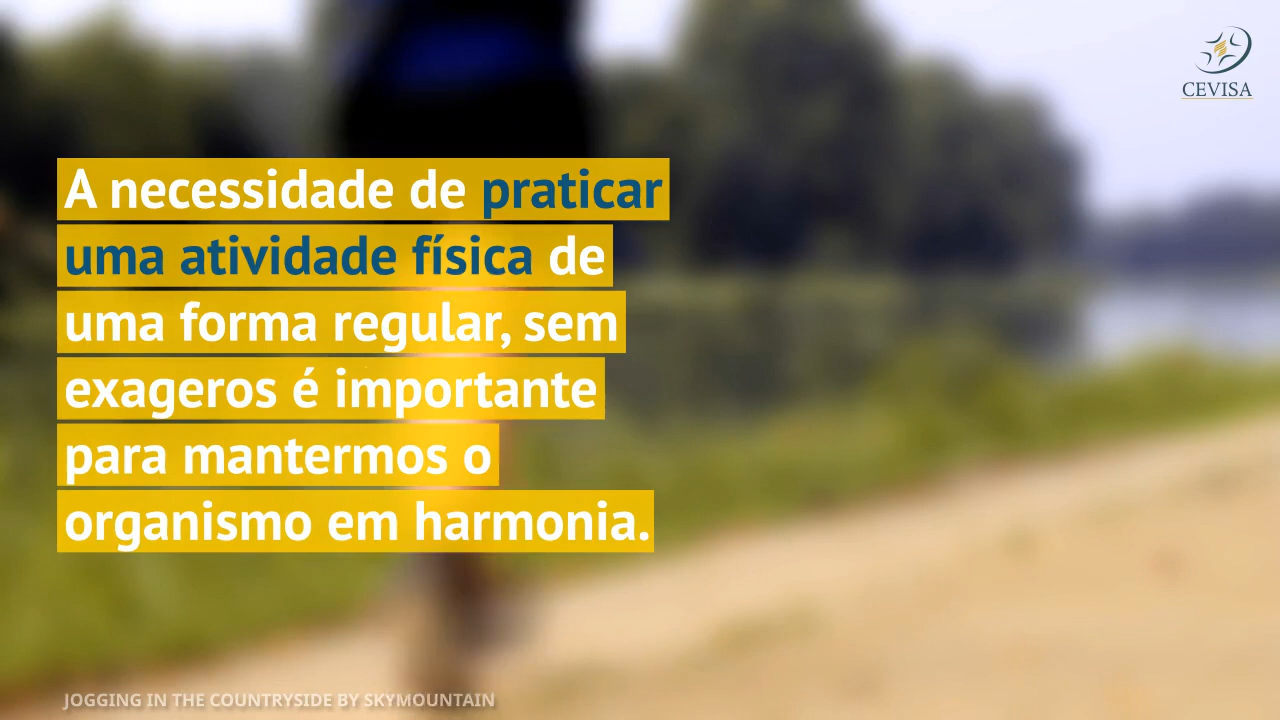 CEVISA
A necessidade de praticar
uma atividade física de
uma forma regular, sem
exageros é importante
para mantermos o
organismo em harmonia.
JOGGING IN THE COUNTRYSIDE BY SKYMOUNTAIN